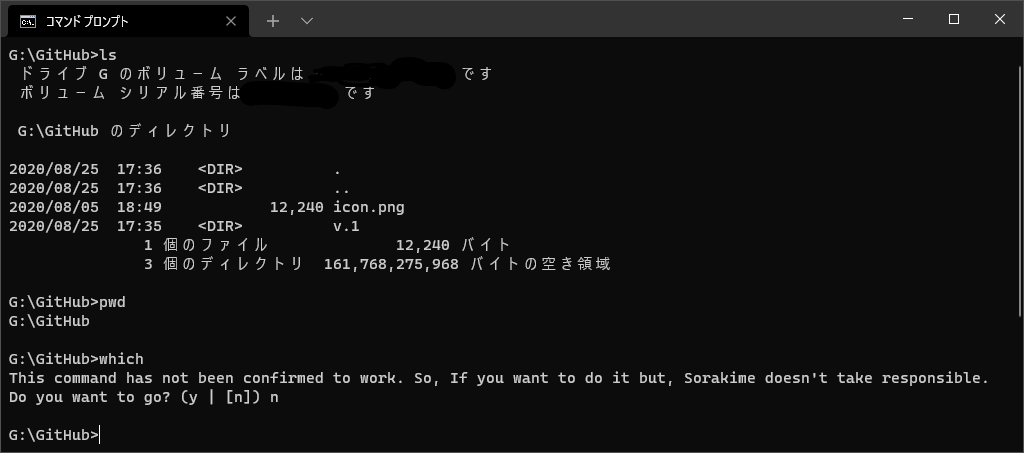 コマンド プロンプト
G:\GitHub>ls
ドライブ G のボリューム ラベルは です
ボリューム シリアル番号は です
G:\GitHub のディレクトリ
2020/08/25 17:36 <DIR> .
2020/08/25 17:36 <DIR> ..
2020/08/05 18:49 12,240 icon.png
2020/08/25 17:35 <DIR> v.1
1 個のファイル 12,240 バイト
3 個のディレクトリ 161,768,275,968 バイトの空き領域
G:\GitHub>pwd
G:\GitHub
G:\GitHub>which
This command has not been confirmed to work. So, If you want to do it but, Sorakime doesn't take responsible.
Do you want to go? (y | [n]) n
G:\GitHub>